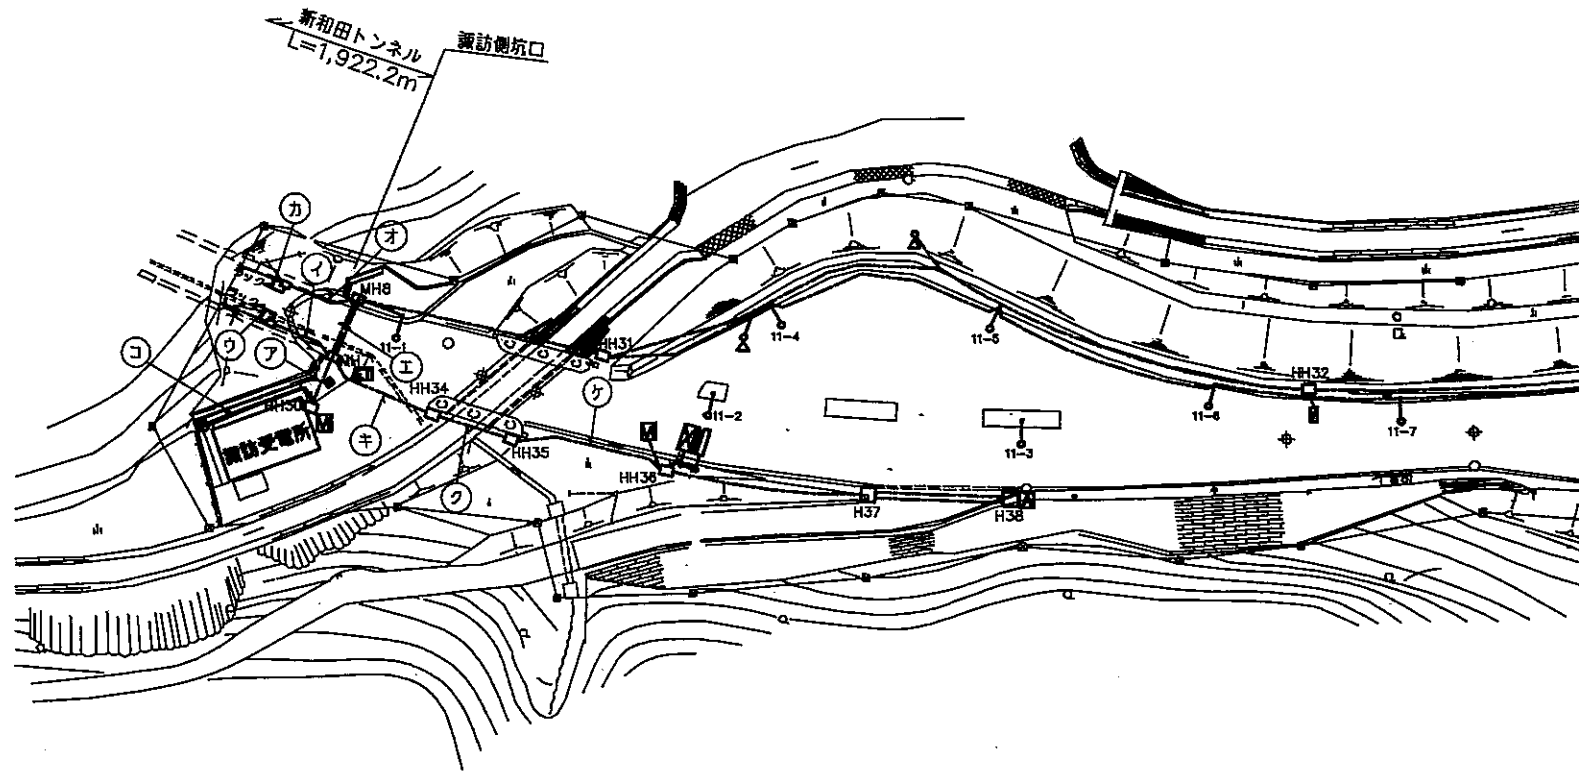 新和田トンネル
L=1,922.2m
諏訪側坑口
カ
オ
イ
MH8
コ
ウ
ア
エ
11-1
HH31
11-4
11-5
HH34
ケ
11-2
HH32
11-6
11-7
HH30
諏訪受電所
キ
HH35
11-3
HH36
ク
H37
H38